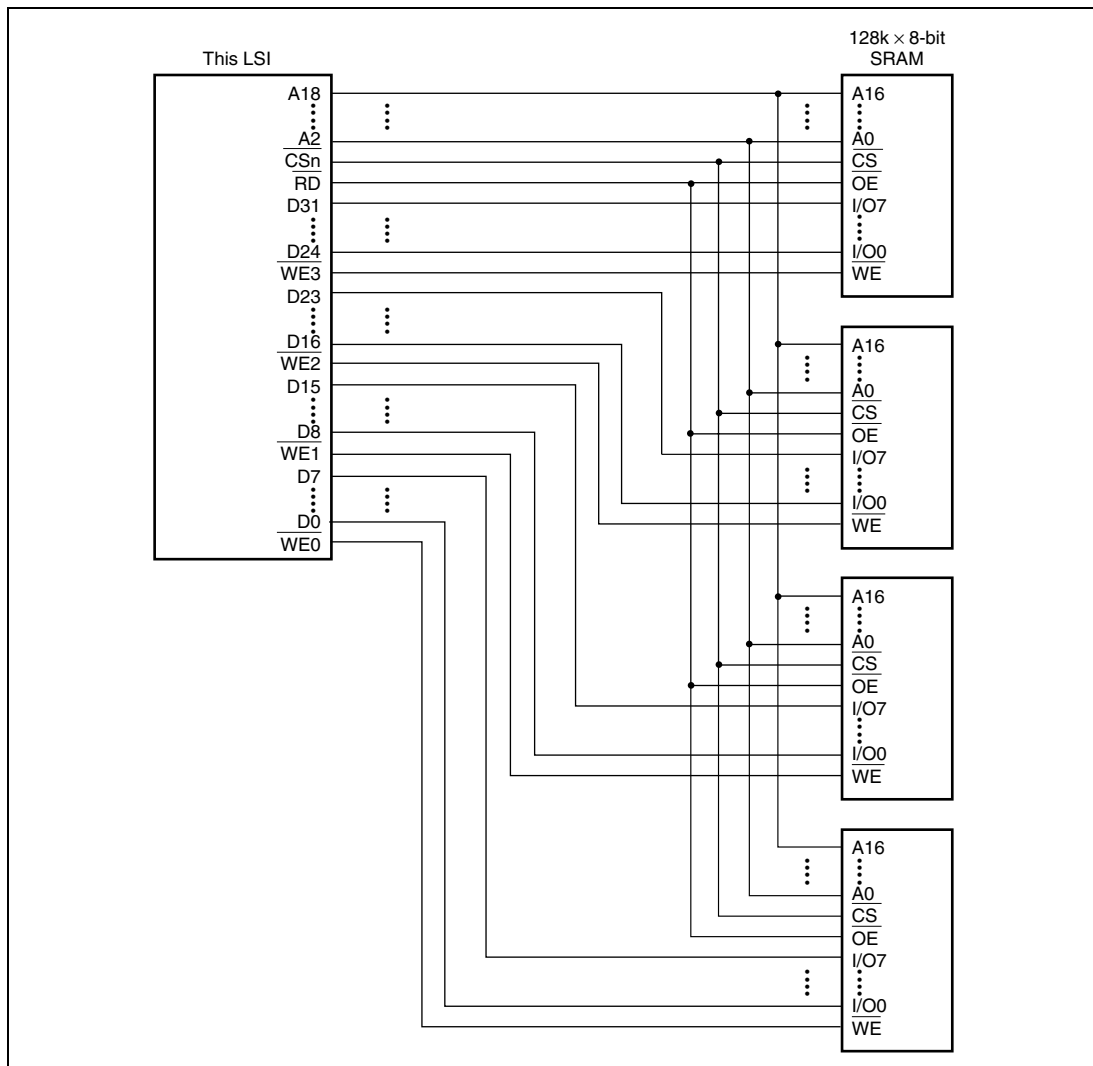 This LSI
A18
A2
CSn
RD
D31
D24
WE3
D23
D16
WE2
D15
D8
WE1
D7
D0
WE0
128k × 8-bit
SRAM
A16
A0
CS
OE
I/O7
I/O0
WE
A16
A0
CS
OE
I/O7
I/O0
WE
A16
A0
CS
OE
I/O7
I/O0
WE
A16
A0
CS
OE
I/O7
I/O0
WE